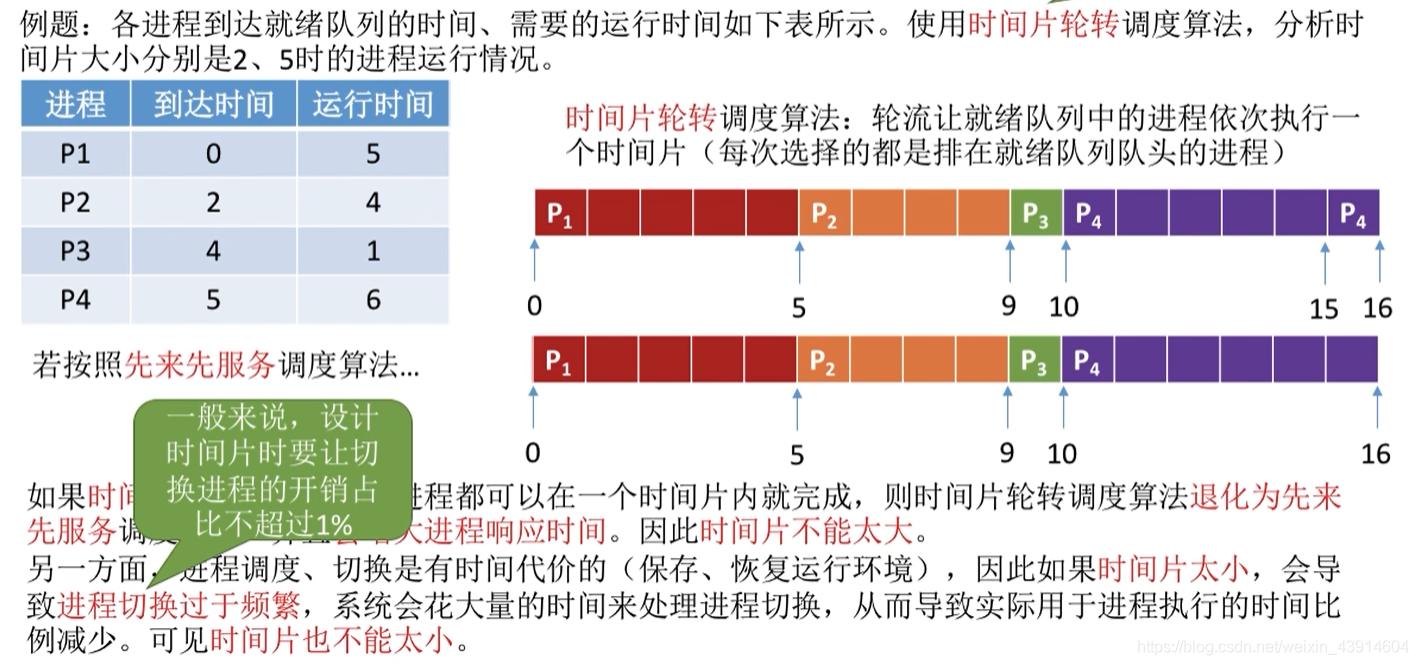 例题：各进程到达就绪队列的时间、需要的运行时间如下表所示。使用时间片轮转调度算法，分析时
间片大小分别是2、5时的进程运行情况。
进程 到达时间 运行时间
P1 0 5
P2 2 4
P3 4 1
P4 5 6
时间片轮转调度算法：轮流让就绪队列中的进程依次执行一
个时间片（每次选择的都是排在就绪队列队头的进程）
P1 P2 P3 P4 P4
0 5 9 10 15 16
若按照先来先服务调度算法...
P1 P2 P3 P4
0 5 9 10 16
一般来说，设计
时间片时要让切
换进程的开销占
比不超过1%
如果时 进程都可以在一个时间片内就完成，则时间片轮转调度算法退化为先来
先服务调 大进程响应时间。因此时间片不能太大。
另一方面，进程调度、切换是有时间代价的（保存、恢复运行环境），因此如果时间片太小，会导
致进程切换过于频繁，系统会花大量的时间来处理进程切换，从而导致实际用于进程执行的时间比
例减少。可见时间片也不能太小。
https://blog.csdn.net/weixin_43914604